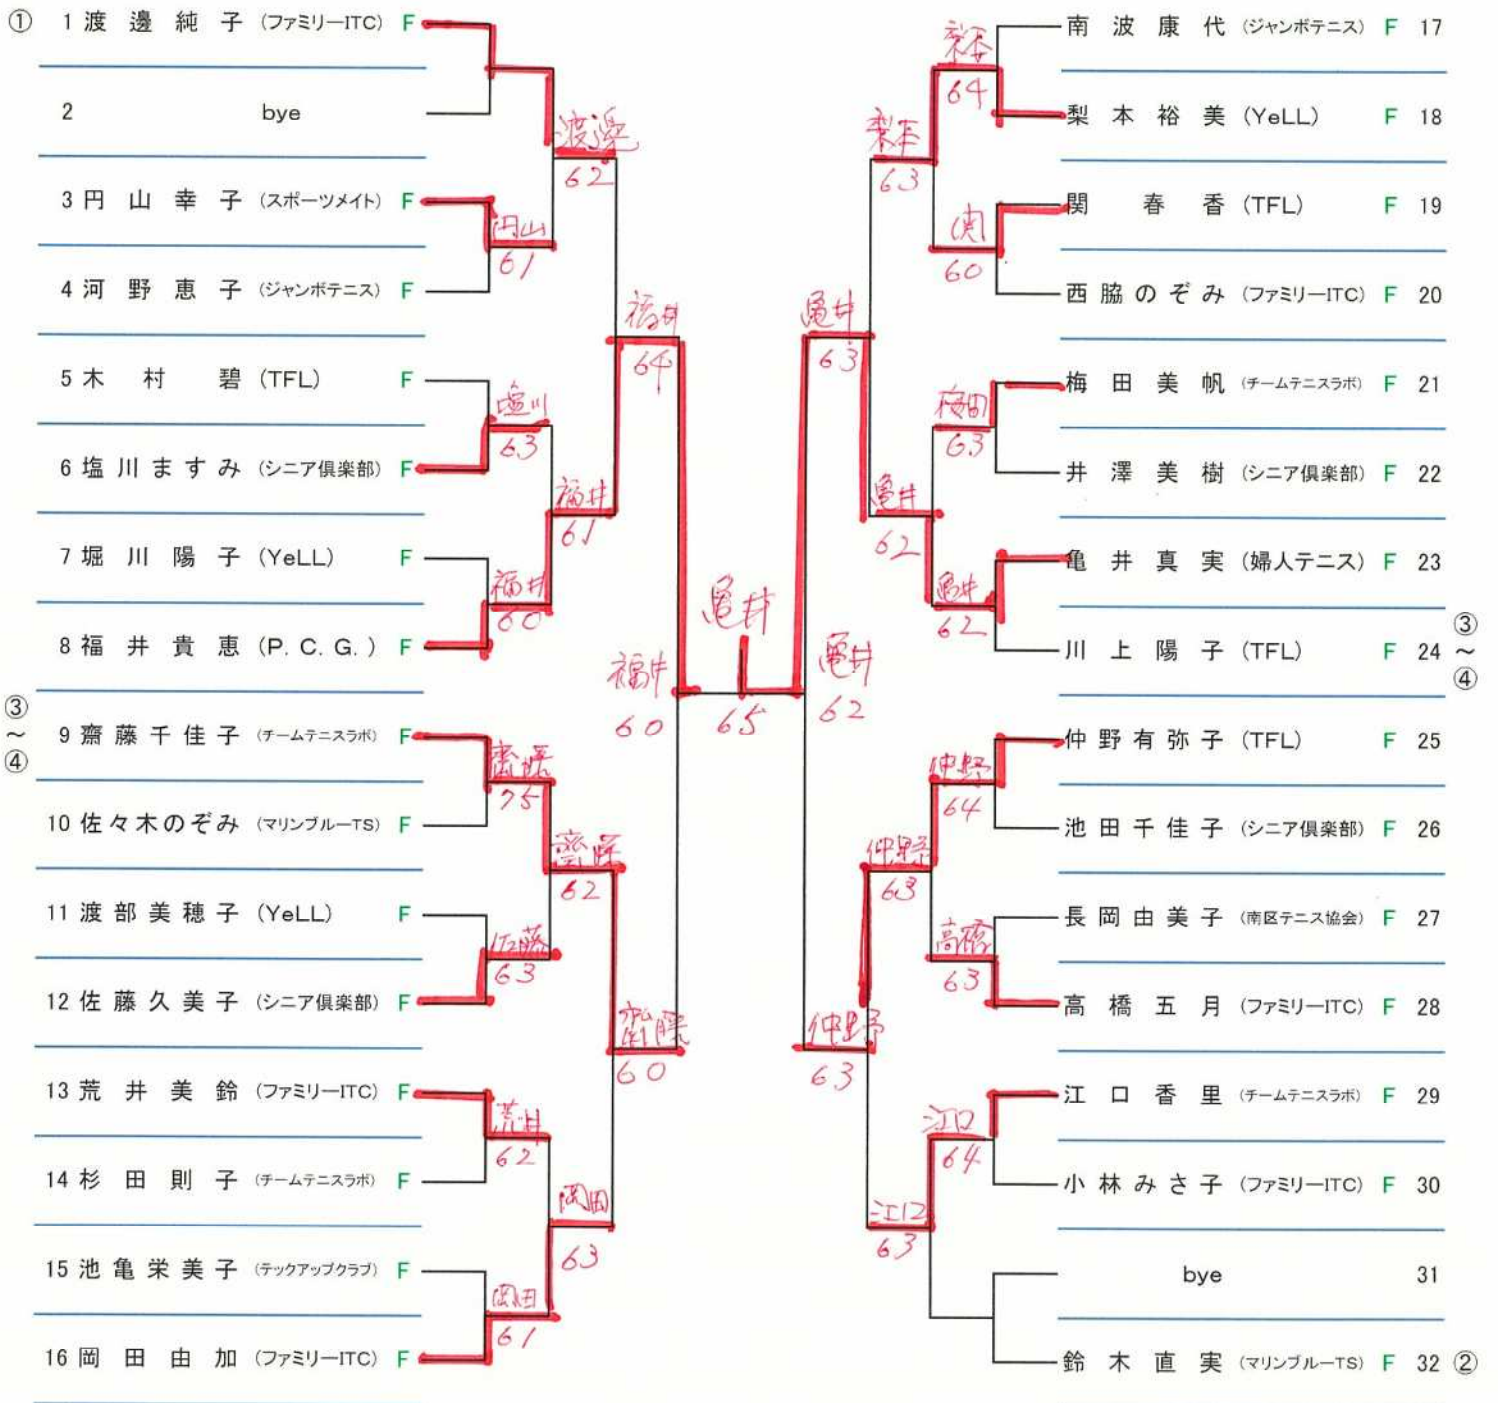 ① 1 渡邊純子 (ファミリーITC) F
2 bye
3 円山幸子 (スポーツメイト) F
4 河野恵子 (ジャンボテニス) F
5 木村碧 (TFL) F
6 塩川ますみ (シニア倶楽部) F
7 堀川陽子 (YeLL) F
8 福井貴恵 (P.C.G.) F
③~④
9 齋藤千佳子 (チームテニスラボ) F
10 佐々木のぞみ (マリンブルーTS) F
11 渡部美穂子 (YeLL) F
12 佐藤久美子 (シニア倶楽部) F
13 荒井美鈴 (ファミリーITC) F
14 杉田則子 (チームテニスラボ) F
15 池亀栄美子 (テックアップクラブ) F
16 岡田由加 (ファミリーITC) F
円山
61
塩川
63
福井
60
齋藤
75
佐藤
63
荒井
62
岡田
61
渡邊
62
福井
61
齋藤
62
岡田
63
福井
64
齋藤
60
福井
60
亀井
65
亀井
62
亀井
63
仲野
63
梨本
63
亀井
62
仲野
63
江口
63
梨本
64
関
60
梅田
63
亀井
62
仲野
64
高橋
63
江口
64
南波康代 (ジャンボテニス) F 17
梨本裕美 (YeLL) F 18
関春香 (TFL) F 19
西脇のぞみ (ファミリーITC) F 20
梅田美帆 (チームテニスラボ) F 21
井澤美樹 (シニア倶楽部) F 22
亀井真実 (婦人テニス) F 23
川上陽子 (TFL) F 24
③~④
仲野有弥子 (TFL) F 25
池田千佳子 (シニア倶楽部) F 26
長岡由美子 (南区テニス協会) F 27
高橋五月 (ファミリーITC) F 28
江口香里 (チームテニスラボ) F 29
小林みさ子 (ファミリーITC) F 30
bye 31
鈴木直実 (マリンブルーTS) F 32 ②